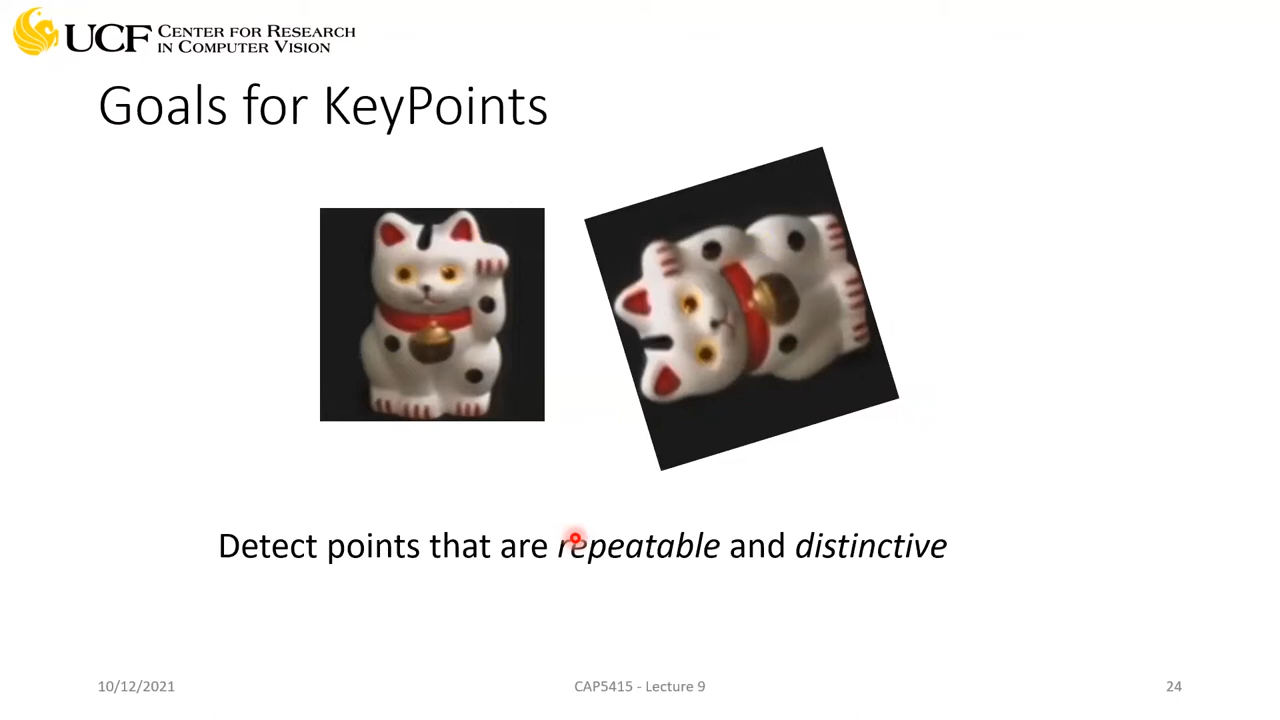 UCF CENTER FOR RESEARCH
IN COMPUTER VISION
Goals for KeyPoints
Detect points that are repeatable and distinctive
10/12/2021
CAP5415 - Lecture 9
24